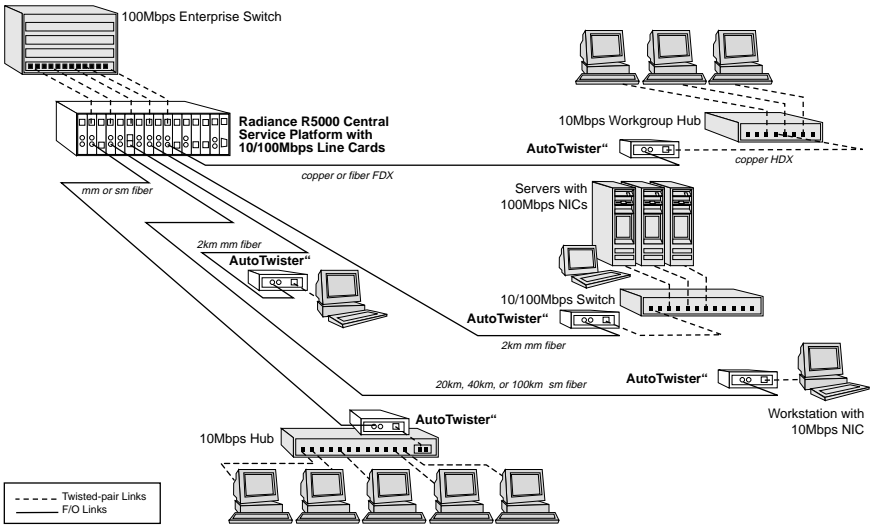 100Mbps Enterprise Switch
Radiance R5000 Central
Service Platform with
10/100Mbps Line Cards
10Mbps Workgroup Hub
AutoTwister“
copper HDX
copper or fiber FDX
mm or sm fiber
Servers with
100Mbps NICs
2km mm fiber
AutoTwister“
10/100Mbps Switch
AutoTwister“
2km mm fiber
20km, 40km, or 100km sm fiber
AutoTwister“
Workstation with
10Mbps NIC
AutoTwister“
10Mbps Hub
Twisted-pair Links
F/O Links